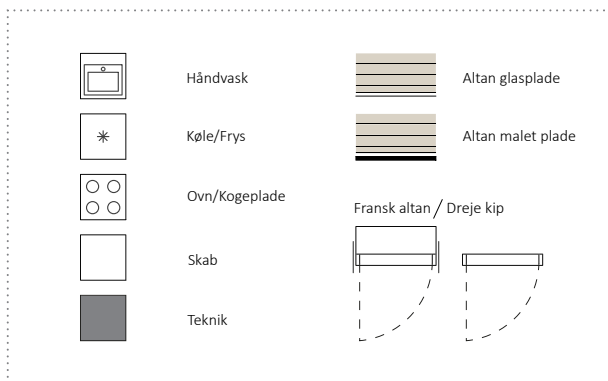 Håndvask
Køle/Frys
Ovn/Kogeplade
Skab
Teknik
Altan glasplade
Altan malet plade
Fransk altan / Dreje kip